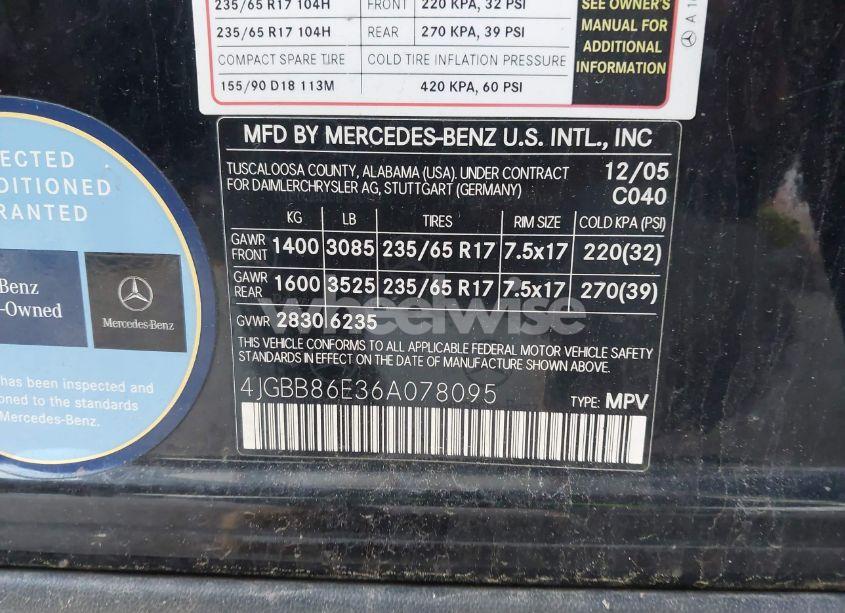 235/65 R17 104H FRONT 220 KPA, 32 PSI
235/65 R17 104H REAR 270 KPA, 39 PSI
COMPACT SPARE TIRE COLD TIRE INFLATION PRESSURE
155/90 D18 113M 420 KPA, 60 PSI
SEE OWNER'S
MANUAL FOR
ADDITIONAL
INFORMATION
MFD BY MERCEDES-BENZ U.S. INTL., INC
TUSCALOOSA COUNTY, ALABAMA (USA). UNDER CONTRACT 12/05
FOR DAIMLERCHRYSLER AG, STUTTGART (GERMANY) C040
KG LB TIRES RIM SIZE COLD KPA (PSI)
GAWR FRONT 1400 3085 235/65 R17 7.5x17 220(32)
GAWR REAR 1600 3525 235/65 R17 7.5x17 270(39)
GVWR 2830 6235
THIS VEHICLE CONFORMS TO ALL APPLICABLE FEDERAL MOTOR VEHICLE SAFETY
STANDARDS IN EFFECT ON THE DATE OF MANUFACTURE SHOWN ABOVE.
4JGBB86E36A078095 TYPE: MPV
ECTED
DITIONED
RANTED
Benz
-Owned
Mercedes-Benz
has been inspected and
tioned to the standards
Mercedes-Benz.
wheelwise